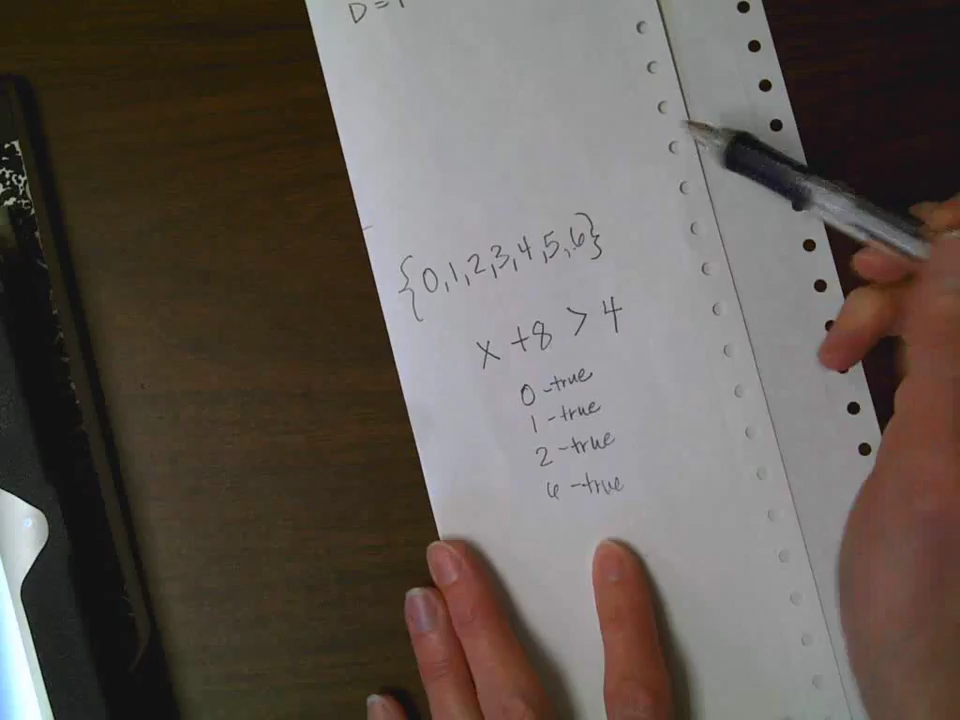 D =
{0,1,2,3,4,5,6}
x +8 > 4
0 -true
1 -true
2 -true
6 -true